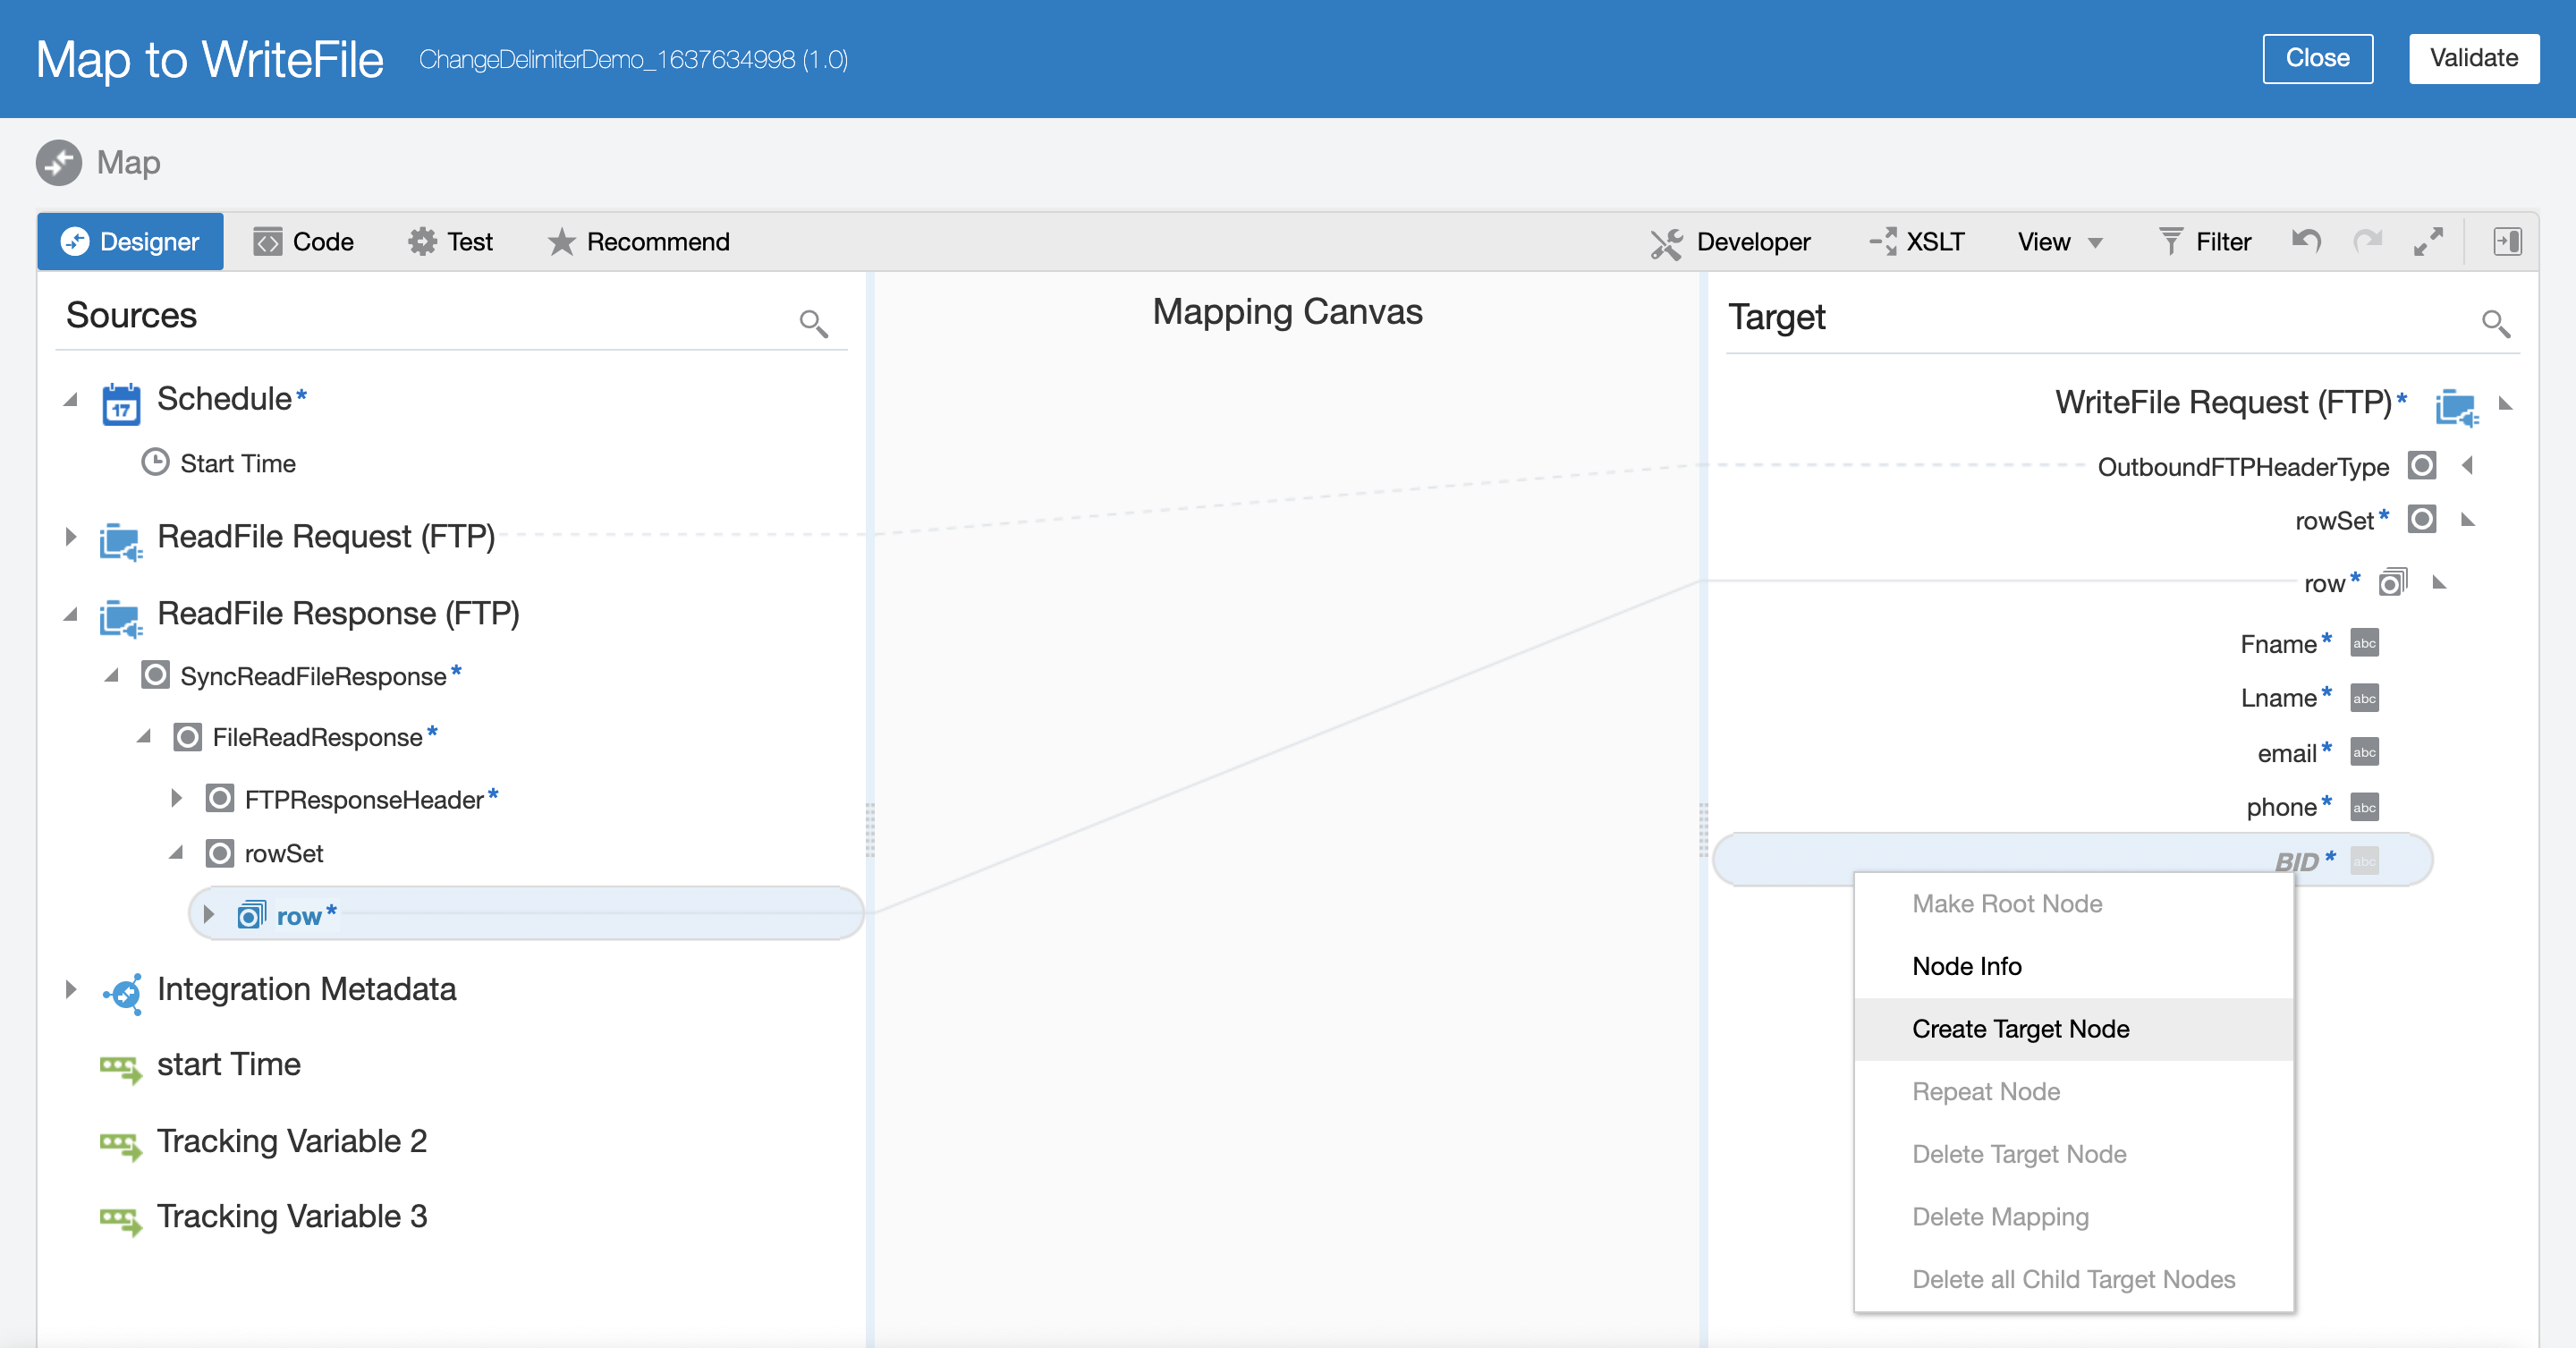 Map to WriteFile ChangeDelimiterDemo_1637634998 (1.0) Close Validate
Map
Designer Code Test Recommend Developer XSLT View Filter
Sources
Schedule*
17
Start Time
ReadFile Request (FTP)
ReadFile Response (FTP)
SyncReadFileResponse*
FileReadResponse*
FTPResponseHeader*
rowSet
row*
Integration Metadata
start Time
Tracking Variable 2
Tracking Variable 3
Mapping Canvas
Target
WriteFile Request (FTP)*
OutboundFTPHeaderType
rowSet*
row*
Fname* abc
Lname* abc
email* abc
phone* abc
BID* abc
Make Root Node
Node Info
Create Target Node
Repeat Node
Delete Target Node
Delete Mapping
Delete all Child Target Nodes